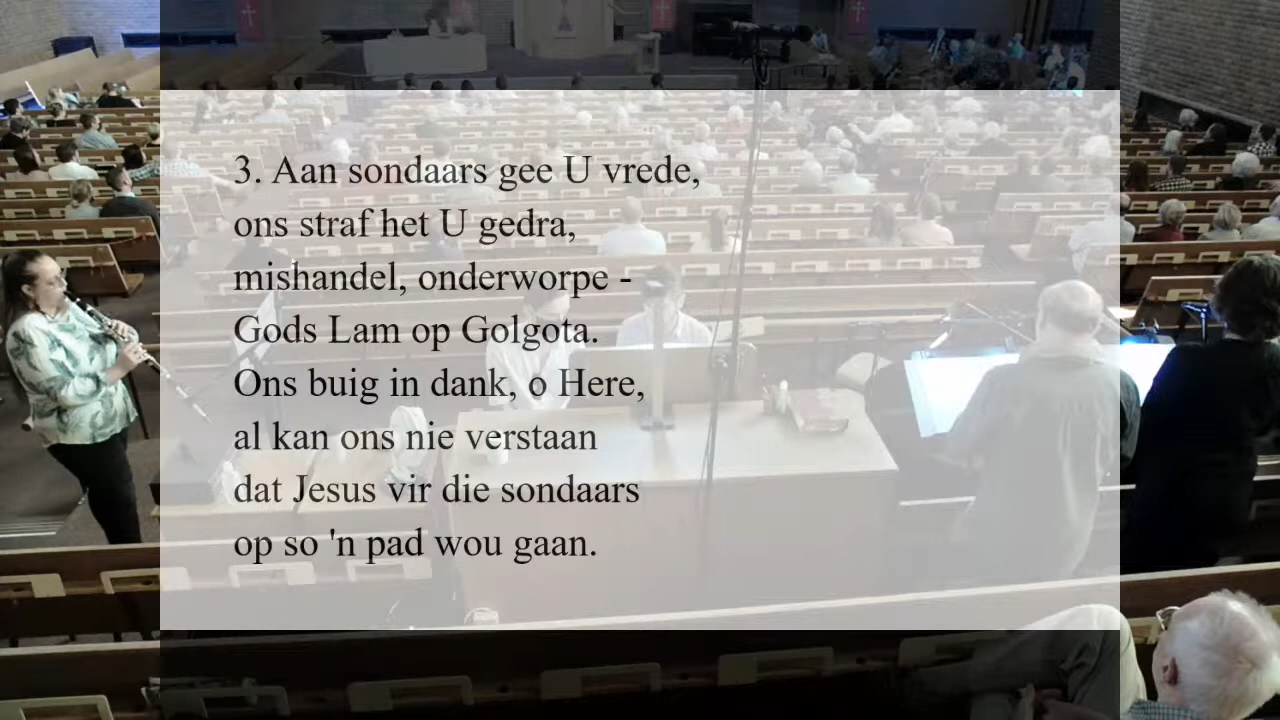 3. Aan sondaars gee U vrede,
ons straf het U gedra,
mishandel, onderworpe -
Gods Lam op Golgota.
Ons buig in dank, o Here,
al kan ons nie verstaan
dat Jesus vir die sondaars
op so 'n pad wou gaan.